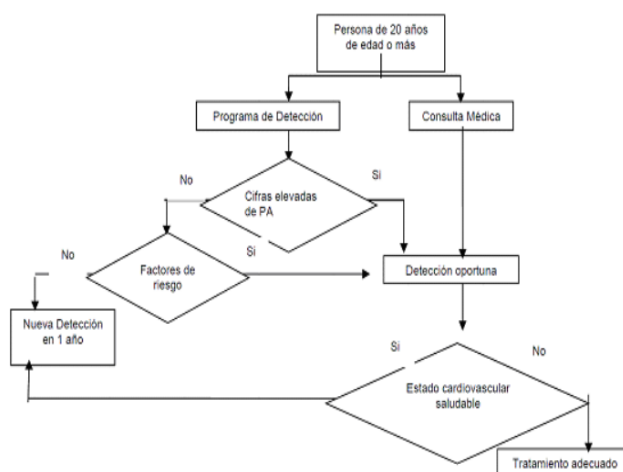 Persona de 20 años
de edad o más
Programa de Detección
Consulta Médica
No
Si
Cifras elevadas
de PA
No
Si
Factores de
riesgo
Detección oportuna
Nueva Detección
en 1 año
Si
No
Estado cardiovascular
saludable
Tratamiento adecuado